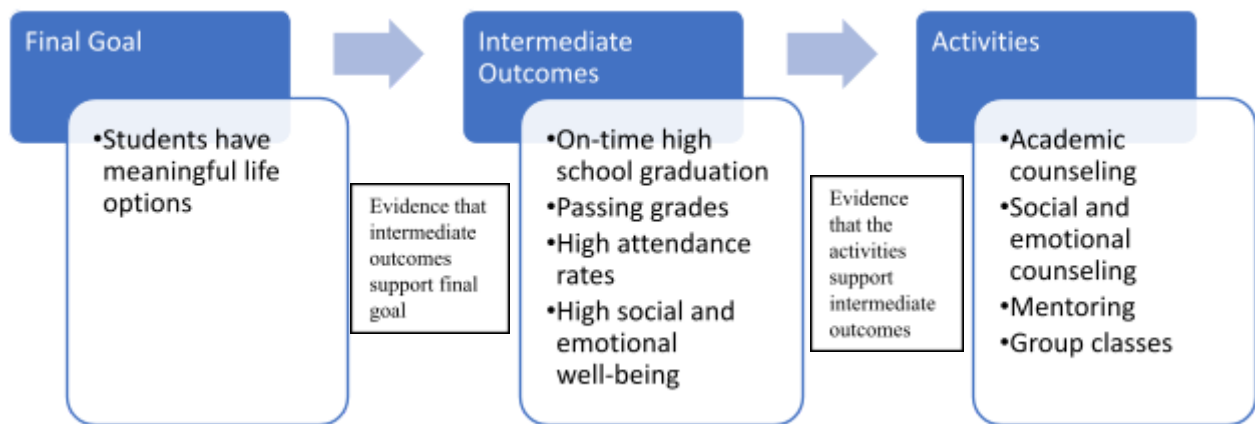 Final Goal
•Students have
meaningful life
options
Evidence that
intermediate
outcomes
support final
goal
Intermediate
Outcomes
•On-time high
school graduation
•Passing grades
•High attendance
rates
•High social and
emotional
well-being
Evidence
that the
activities
support
intermediate
outcomes
Activities
•Academic
counseling
•Social and
emotional
counseling
•Mentoring
•Group classes